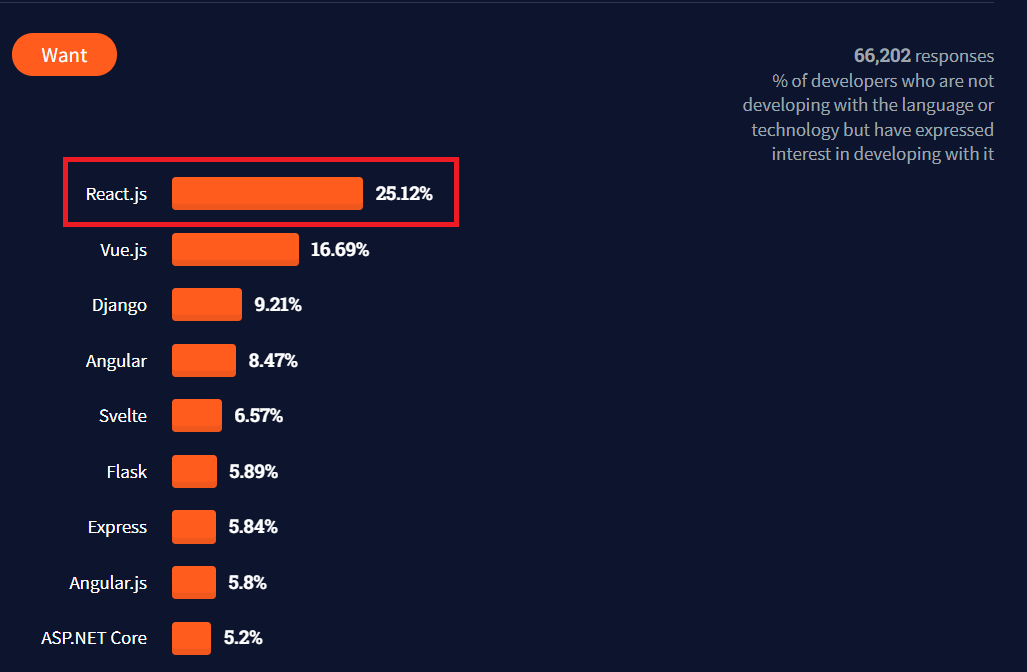 Want
66,202 responses
% of developers who are not
developing with the language or
technology but have expressed
interest in developing with it
React.js 25.12%
Vue.js 16.69%
Django 9.21%
Angular 8.47%
Svelte 6.57%
Flask 5.89%
Express 5.84%
Angular.js 5.8%
ASP.NET Core 5.2%